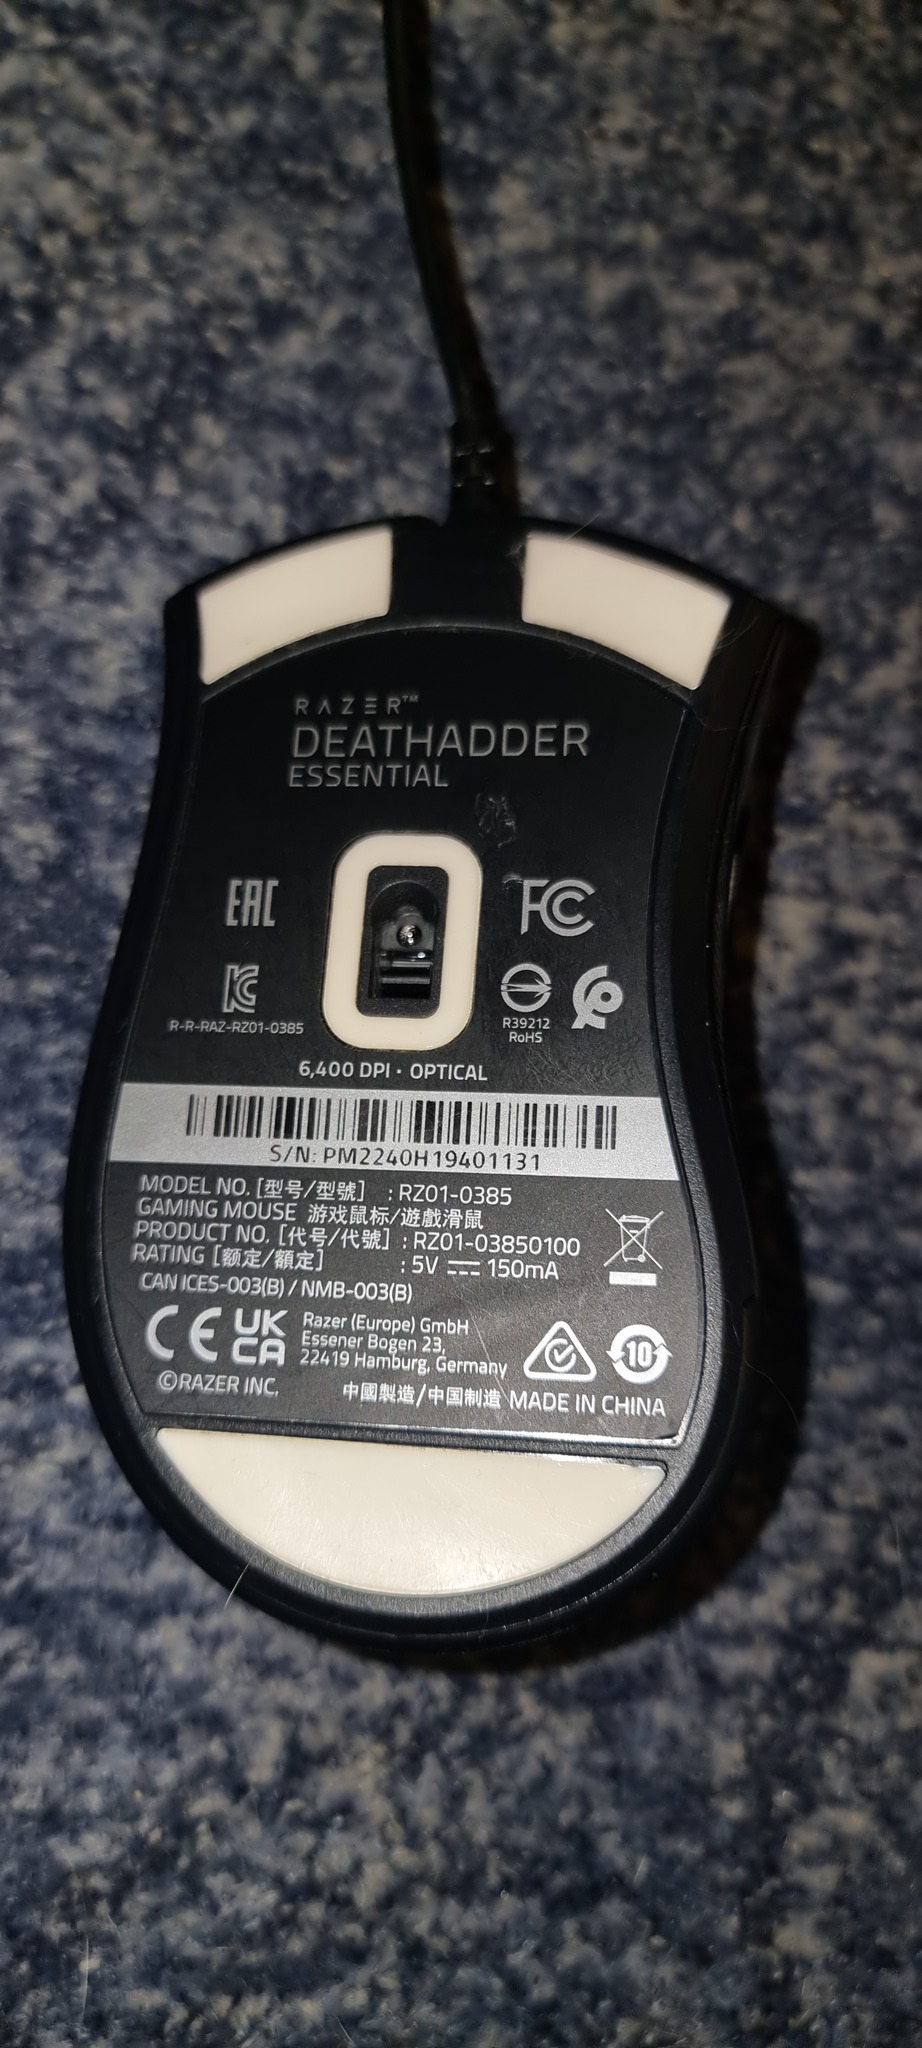 RAZER™
DEATHADDER
ESSENTIAL
EAC
FC
R-R-RAZ-RZ01-0385
R39212
RoHS
6,400 DPI · OPTICAL
S/N: PM2240H19401131
MODEL NO. [型号/型號] : RZ01-0385
GAMING MOUSE 游戏鼠标/遊戲滑鼠
PRODUCT NO. [代号/代號] : RZ01-03850100
RATING [额定/額定] : 5V ⎓ 150mA
CAN ICES-003(B) / NMB-003(B)
CE UK CA
Razer (Europe) GmbH
Essener Bogen 23,
22419 Hamburg, Germany
10
©RAZER INC.
中國製造/中国制造 MADE IN CHINA